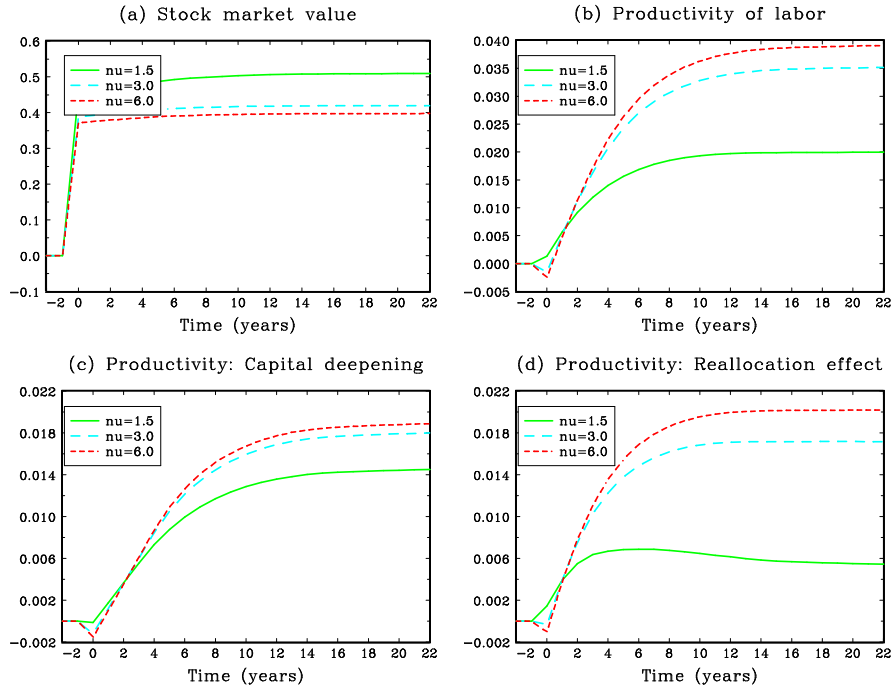 (a) Stock market value
0.6
0.5
0.4
0.3
0.2
0.1
0.0
−0.1
nu=1.5
nu=3.0
nu=6.0
−2 0 2 4 6 8 10 12 14 16 18 20 22
Time (years)
(b) Productivity of labor
0.040
0.035
0.030
0.025
0.020
0.015
0.010
0.005
0.000
−0.005
nu=1.5
nu=3.0
nu=6.0
−2 0 2 4 6 8 10 12 14 16 18 20 22
Time (years)
(c) Productivity: Capital deepening
0.022
0.018
0.014
0.010
0.006
0.002
−0.002
nu=1.5
nu=3.0
nu=6.0
−2 0 2 4 6 8 10 12 14 16 18 20 22
Time (years)
(d) Productivity: Reallocation effect
0.022
0.018
0.014
0.010
0.006
0.002
−0.002
nu=1.5
nu=3.0
nu=6.0
−2 0 2 4 6 8 10 12 14 16 18 20 22
Time (years)